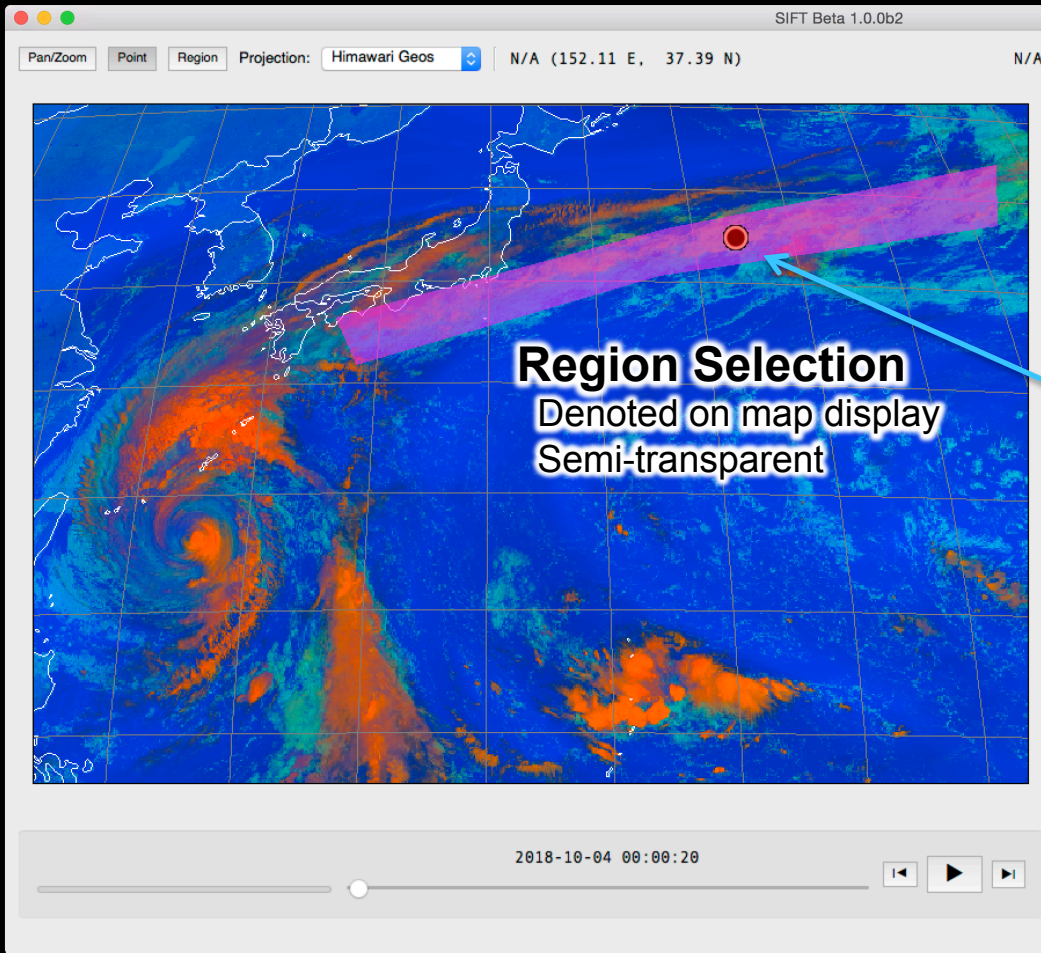 SIFT Beta 1.0.0b2
Pan/Zoom Point Region Projection: Himawari Geos N/A (152.11 E, 37.39 N) N/A
Region Selection
Denoted on map display
Semi-transparent
2018-10-04 00:00:20